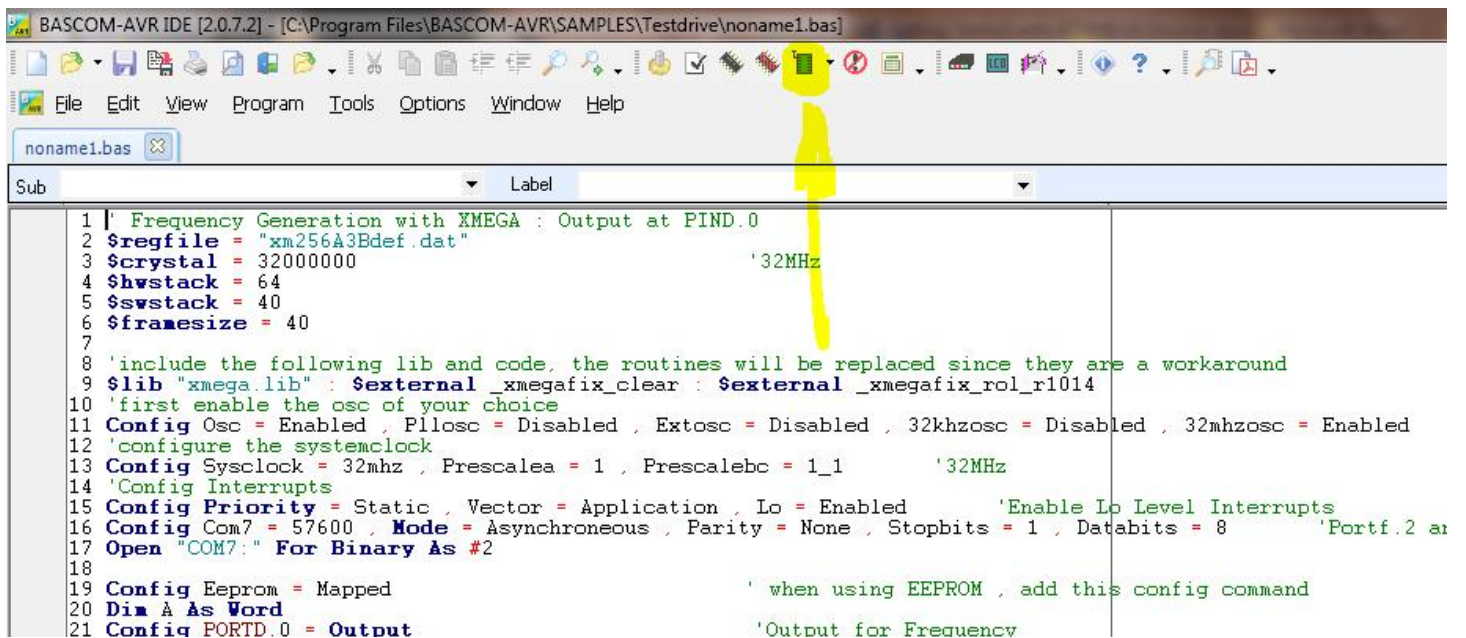 BASCOM-AVR IDE [2.0.7.2] - [C:\Program Files\BASCOM-AVR\SAMPLES\Testdrive\noname1.bas]
LCD
File Edit View Program Tools Options Window Help
noname1.bas
Sub Label
1 ' Frequency Generation with XMEGA : Output at PIND.0
2 $regfile = "xm256A3Bdef.dat"
3 $crystal = 32000000 '32MHz
4 $hwstack = 64
5 $swstack = 40
6 $framesize = 40
7
8 'include the following lib and code, the routines will be replaced since they are a workaround
9 $lib "xmega.lib" : $external _xmegafix_clear : $external _xmegafix_rol_r1014
10 'first enable the osc of your choice
11 Config Osc = Enabled , Pllosc = Disabled , Extosc = Disabled , 32khzosc = Disabled , 32mhzosc = Enabled
12 'configure the systemclock
13 Config Sysclock = 32mhz , Prescalea = 1 , Prescalebc = 1_1 '32MHz
14 'Config Interrupts
15 Config Priority = Static , Vector = Application , Lo = Enabled 'Enable Lo Level Interrupts
16 Config Com7 = 57600 , Mode = Asynchroneous , Parity = None , Stopbits = 1 , Databits = 8 'Portf.2 ar
17 Open "COM7:" For Binary As #2
18
19 Config Eeprom = Mapped ' when using EEPROM , add this config command
20 Dim A As Word
21 Config PORTD.0 = Output 'Output for Frequency